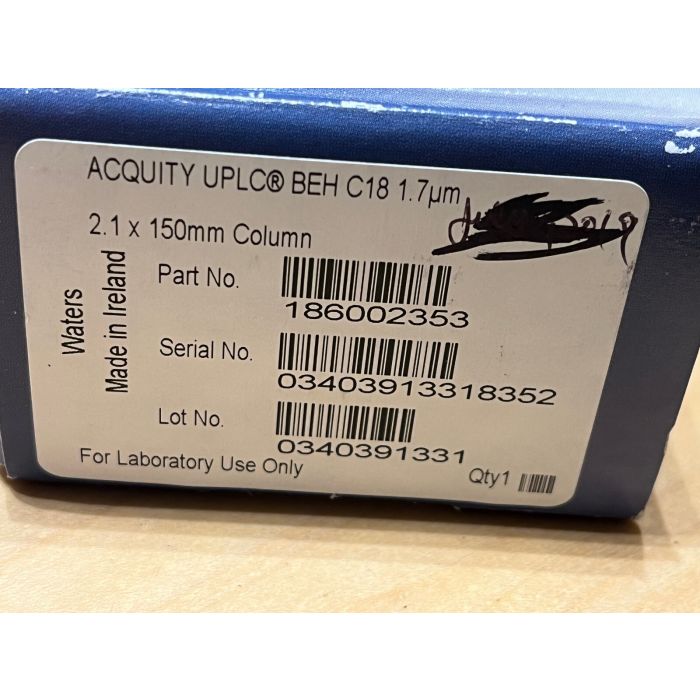 ACQUITY UPLC® BEH C18 1.7µm
2.1 x 150mm Column
Waters
Made in Ireland
Part No.
186002353
Serial No.
03403913318352
Lot No.
0340391331
For Laboratory Use Only
Qty1